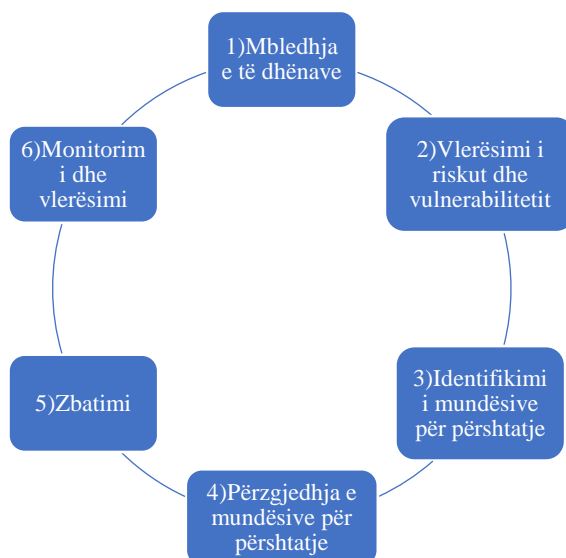 1)Mbledhja
e të dhënave
2)Vlerësimi i
riskut dhe
vulnerabilitetit
3)Identifikimi
i mundësive
për përshtatje
4)Përzgjedhja e
mundësive për
përshtatje
5)Zbatimi
6)Monitorim
i dhe
vlerësimi